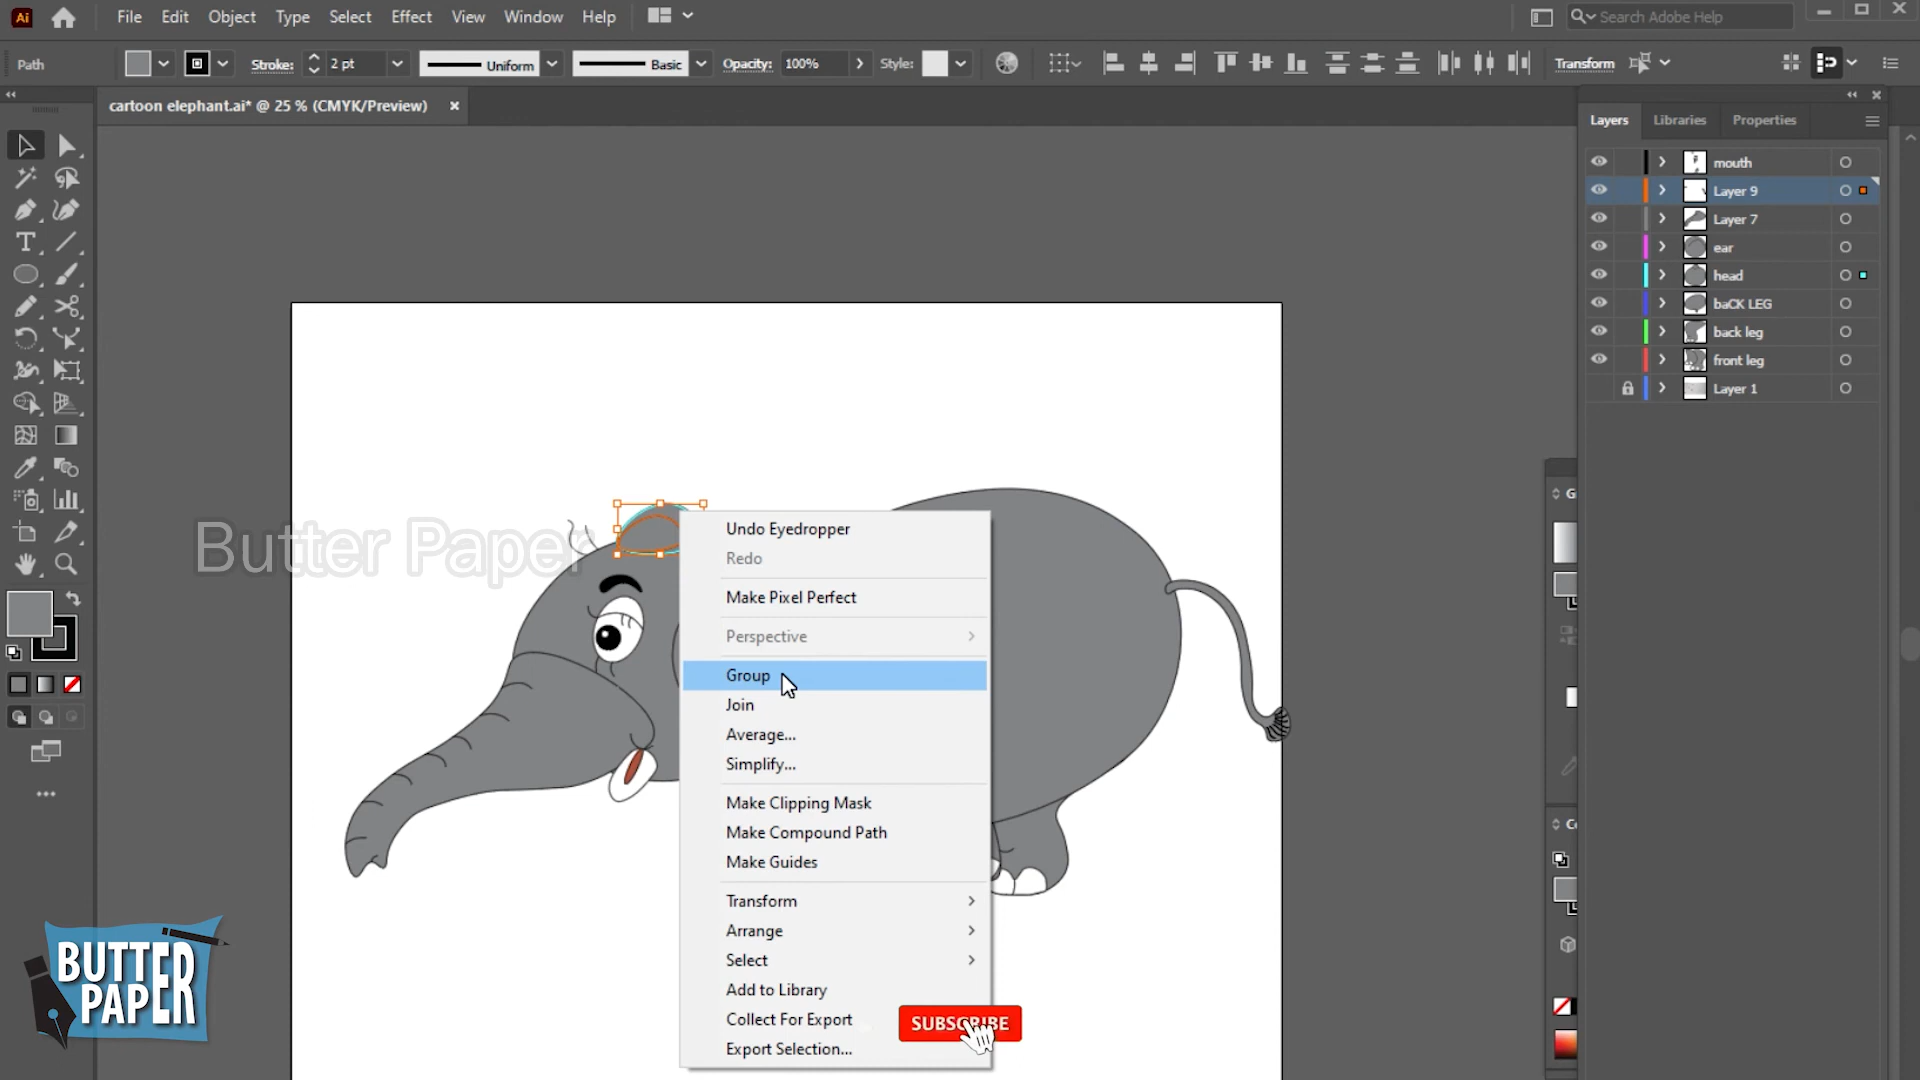 Ai File Edit Object Type Select Effect View Window Help Search Adobe Help
Path Stroke: 2 pt Uniform Basic Opacity: 100% Style: Transform
cartoon elephant.ai* @ 25 % (CMYK/Preview)
Layers Libraries Properties
mouth
Layer 9
Layer 7
ear
head
baCK LEG
back leg
front leg
Layer 1
Butter Paper
Undo Eyedropper
Redo
Make Pixel Perfect
Perspective
Group
Join
Average...
Simplify...
Make Clipping Mask
Make Compound Path
Make Guides
Transform
Arrange
Select
Add to Library
Collect For Export
Export Selection...
BUTTER
PAPER
SUBSCRIBE